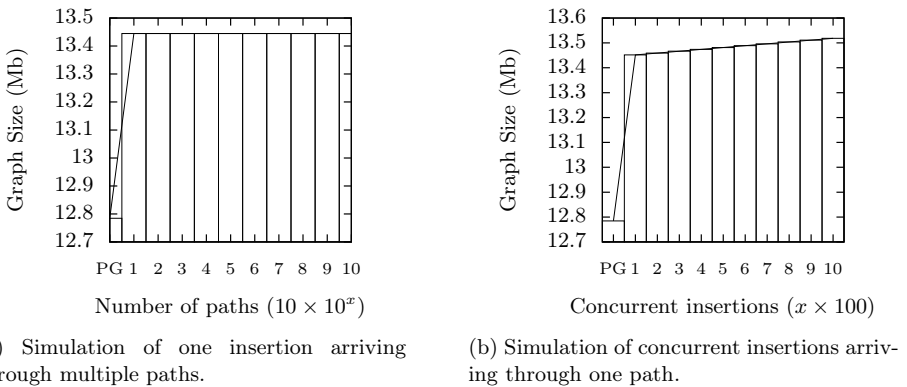 13.5
13.4
13.3
13.2
13.1
13
12.9
12.8
12.7
Graph Size (Mb)
PG 1 2 3 4 5 6 7 8 9 10
Number of paths (10 × 10^x)
) Simulation of one insertion arriving
rough multiple paths.
13.6
13.5
13.4
13.3
13.2
13.1
13
12.9
12.8
12.7
Graph Size (Mb)
PG 1 2 3 4 5 6 7 8 9 10
Concurrent insertions (x × 100)
(b) Simulation of concurrent insertions arriv-
ing through one path.